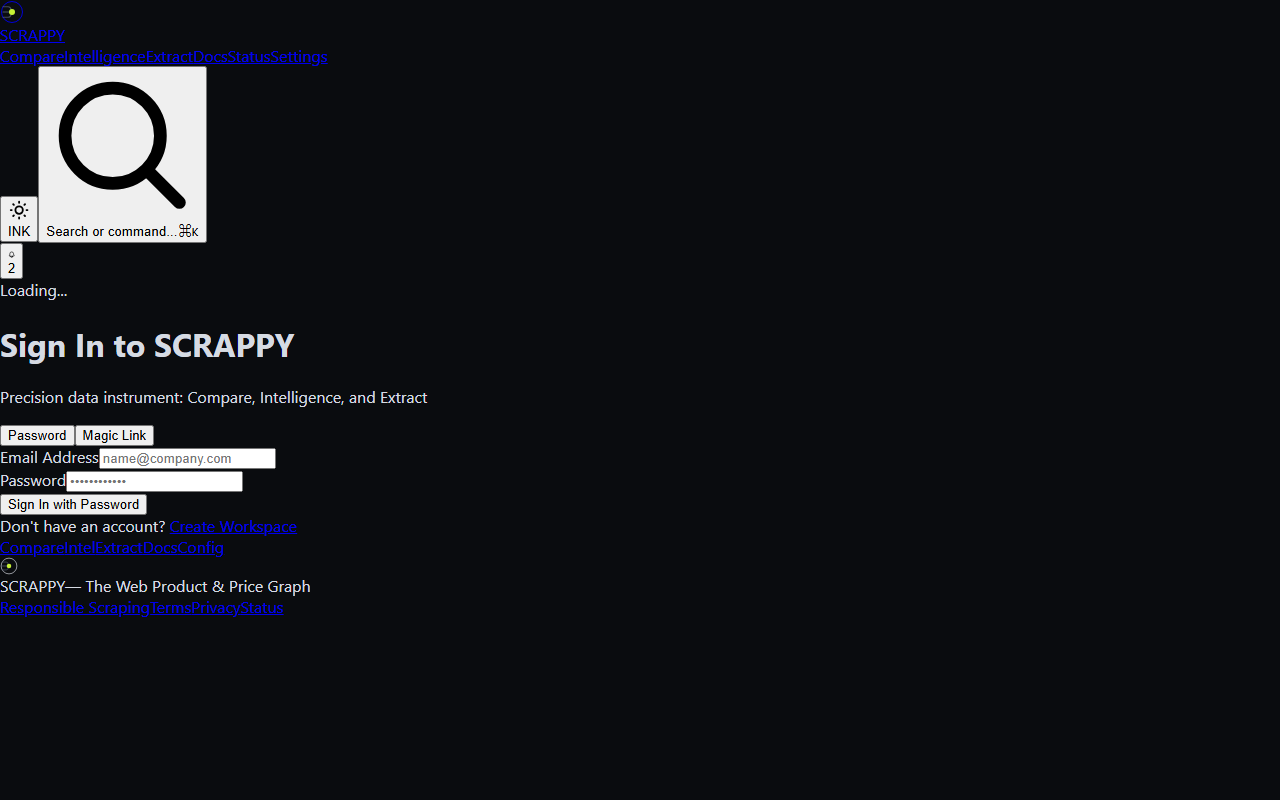 SCRAPPY
CompareIntelligenceExtractDocsStatusSettings
INK
Search or command...⌘K
2
Loading...
Sign In to SCRAPPY
Precision data instrument: Compare, Intelligence, and Extract
Password Magic Link
Email Address name@company.com
Password ••••••••••••
Sign In with Password
Don't have an account? Create Workspace
CompareIntelExtractDocsConfig
SCRAPPY— The Web Product & Price Graph
Responsible ScrapingTermsPrivacyStatus